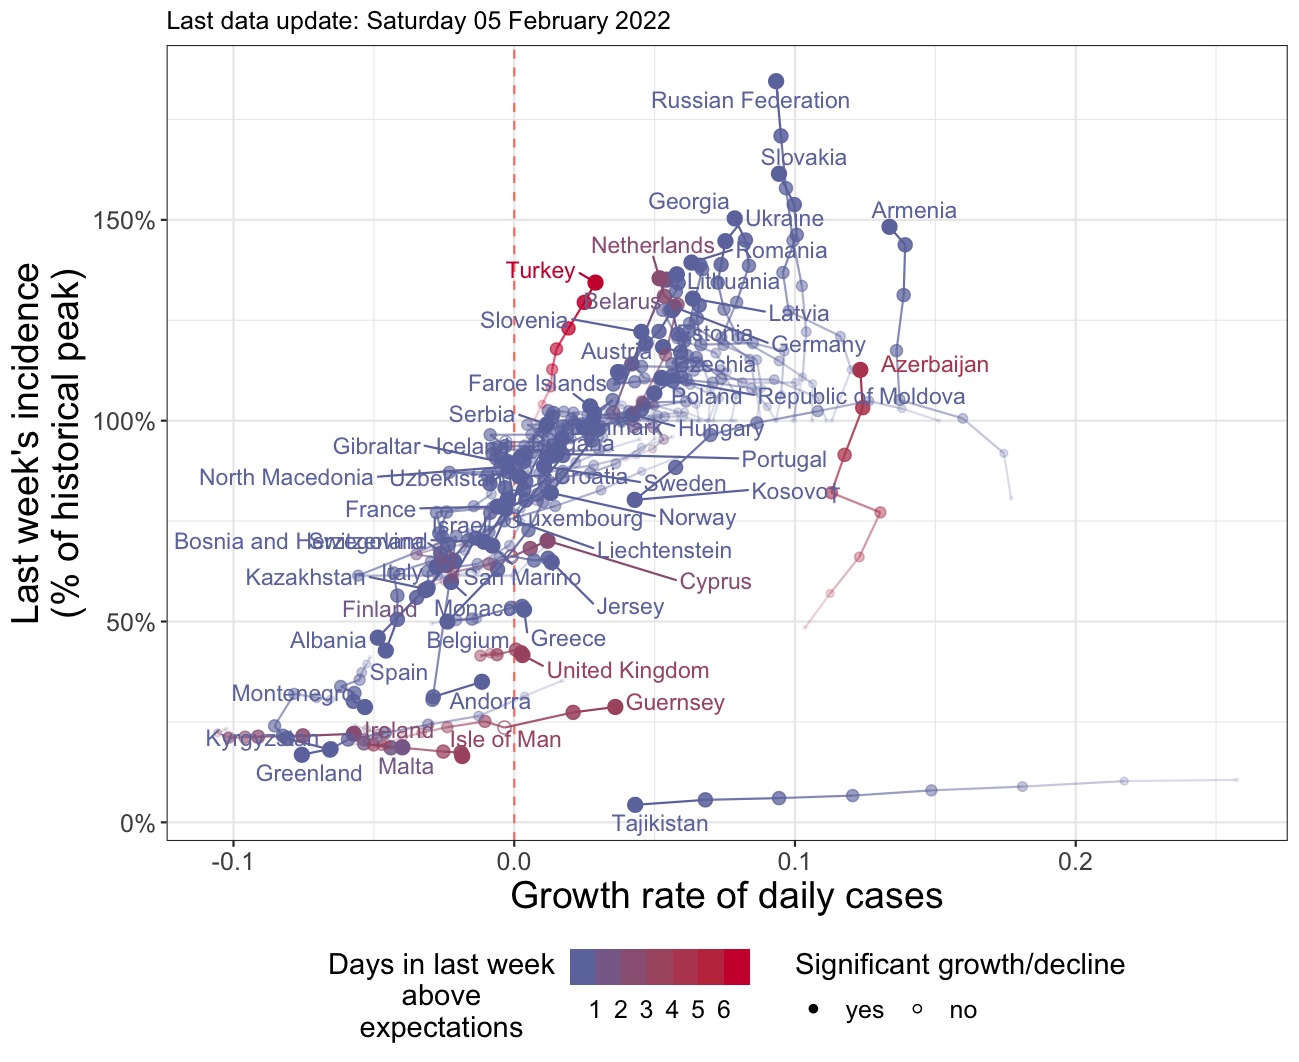 Last data update: Saturday 05 February 2022
Last week's incidence
(% of historical peak)
150%
100%
50%
0%
Russian Federation
Slovakia
Georgia
Ukraine
Armenia
Netherlands
Romania
Turkey
Lithuania
Belarus
Slovenia
Latvia
Estonia
Germany
Austria
Czechia
Azerbaijan
Faroe Islands
Poland
Republic of Moldova
Serbia
Hungary
Gibraltar
Iceland
Portugal
North Macedonia
Uzbekistan
Croatia
Sweden
Kosovo†
France
Israel
Luxembourg
Norway
Bosnia and Herzegovina
Switzerland
Liechtenstein
Kazakhstan
Italy
San Marino
Cyprus
Finland
Monaco
Jersey
Albania
Belgium
Greece
Spain
United Kingdom
Montenegro
Andorra
Guernsey
Kyrgyzstan
Ireland
Isle of Man
Greenland
Malta
Tajikistan
-0.1
0.0
0.1
0.2
Growth rate of daily cases
Days in last week
above
expectations
1 2 3 4 5 6
Significant growth/decline
yes
no